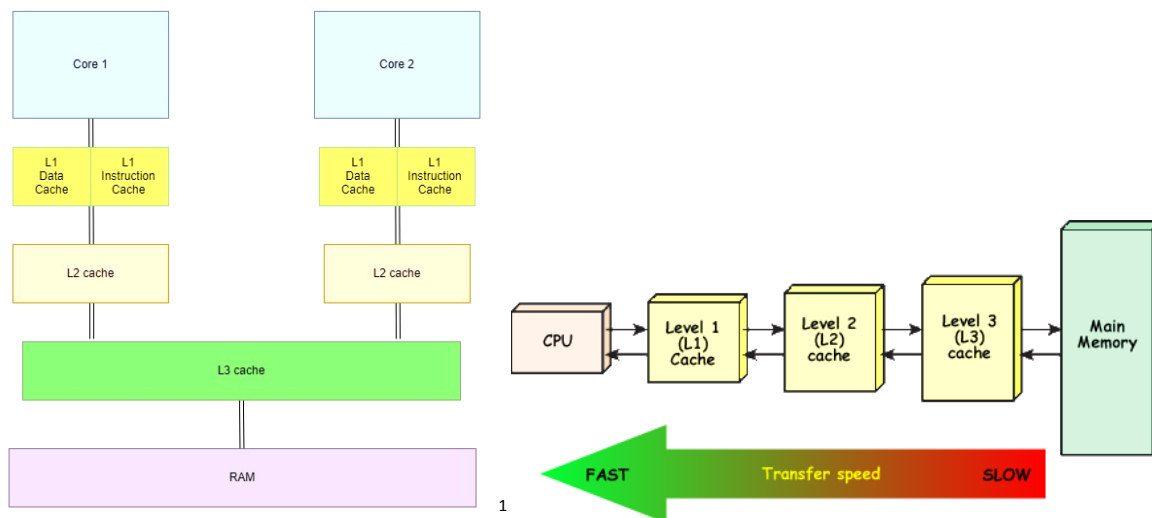 Core 1
Core 2
L1
Data
Cache
L1
Instruction
Cache
L1
Data
Cache
L1
Instruction
Cache
L2 cache
L2 cache
L3 cache
RAM
1
CPU
Level 1
(L1)
Cache
Level 2
(L2)
cache
Level 3
(L3)
cache
Main
Memory
FAST
Transfer speed
SLOW